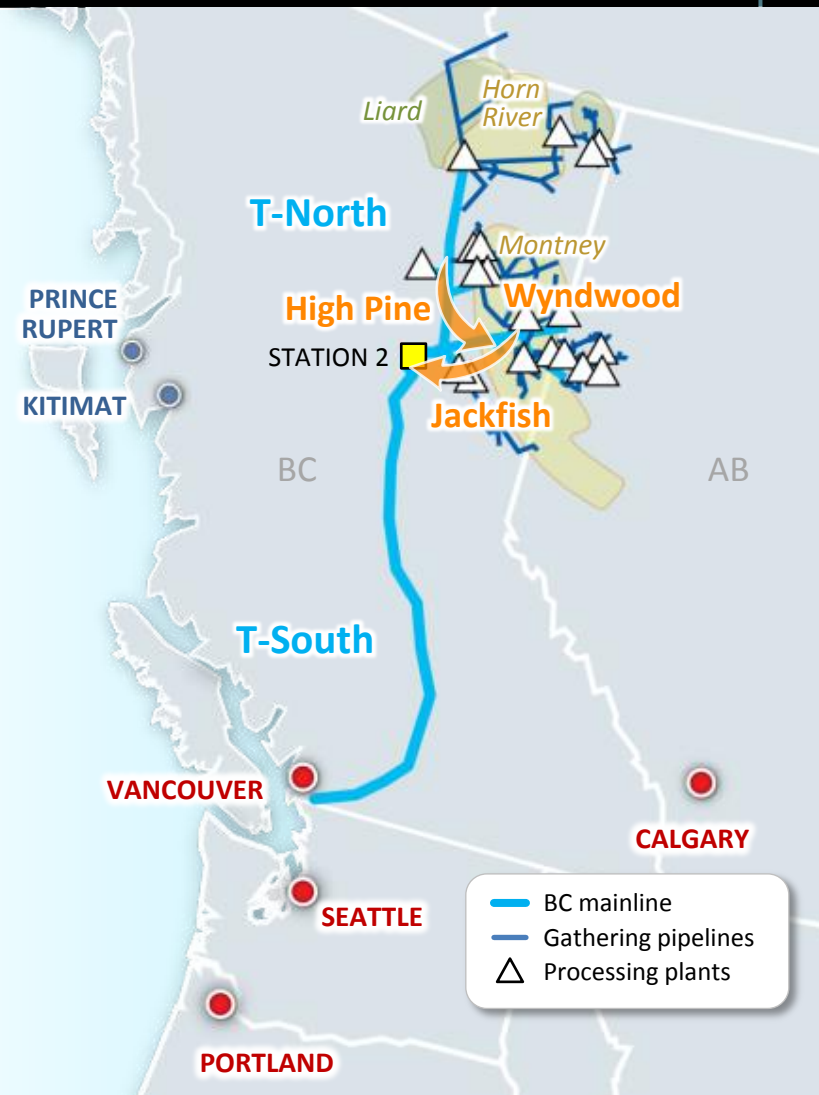 Liard
Horn
River
T-North
Montney
PRINCE
RUPERT
High Pine
Wyndwood
STATION 2
KITIMAT
Jackfish
BC
AB
T-South
VANCOUVER
CALGARY
SEATTLE
BC mainline
Gathering pipelines
Processing plants
PORTLAND